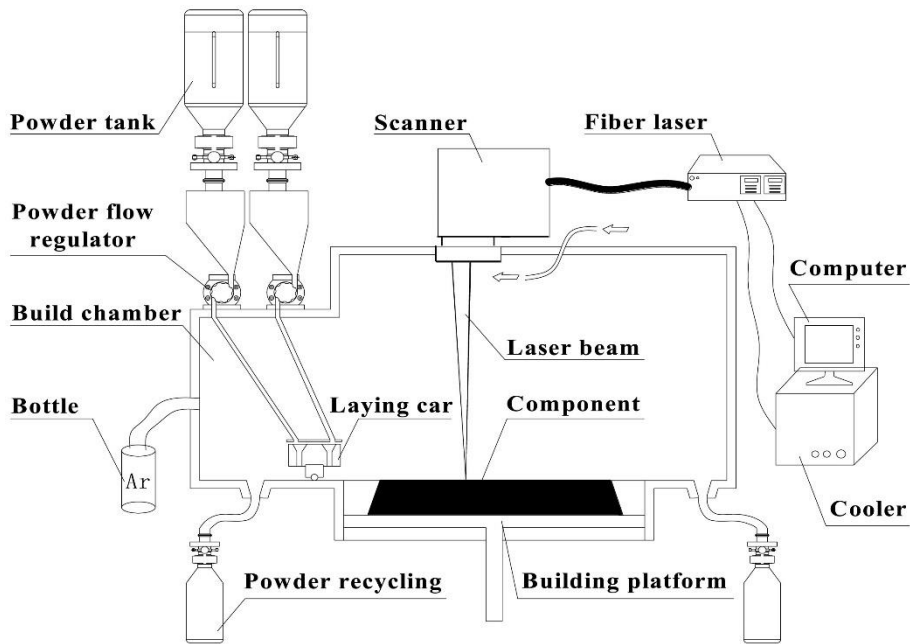 Powder tank
Scanner
Fiber laser
Powder flow
regulator
Computer
Build chamber
Laser beam
Bottle
Laying car
Component
Ar
Cooler
Powder recycling
Building platform